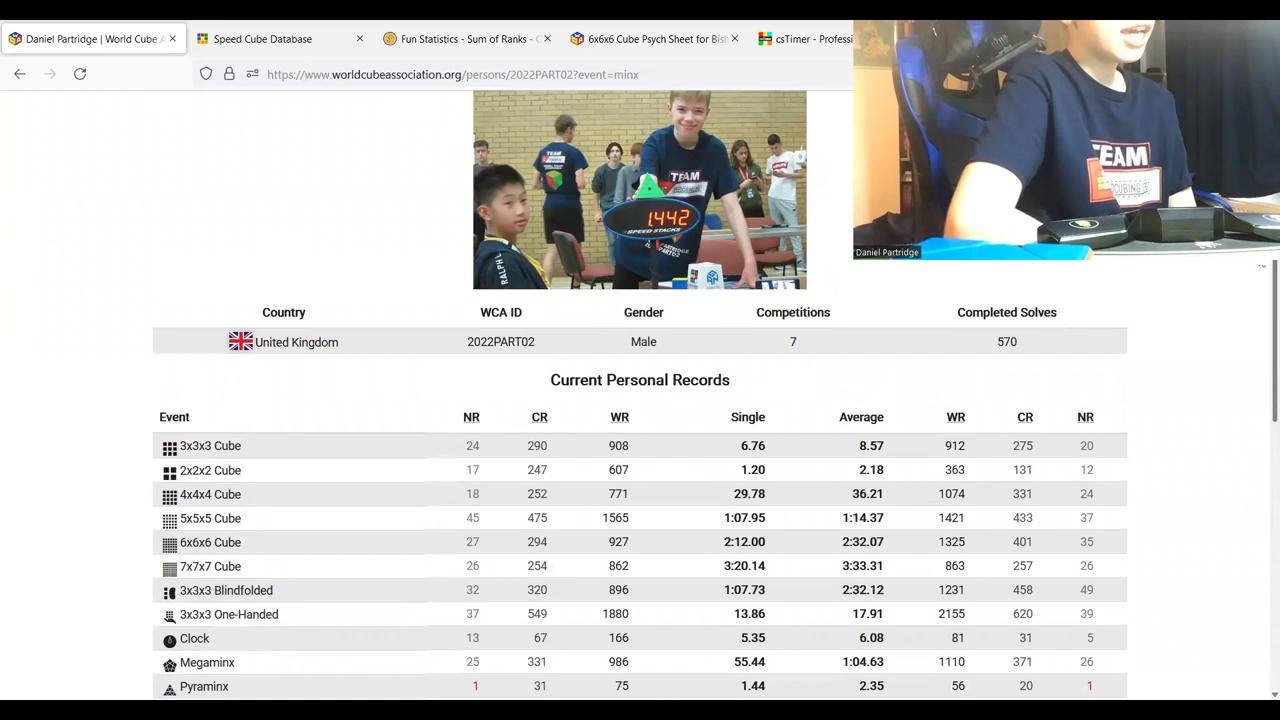 Daniel Partridge | World Cube A
Speed Cube Database
Fun Stats - Sum of Ranks - C
6x6x6 Cube Psych Sheet for Bish
csTimer - Professi
https://www.worldcubeassociation.org/persons/2022PART02?event=minx
TEAM
CUBING
Daniel Partridge
TEAM
1.442
SPEED STACKS
PARTRIDGE
PART02
RALPH
Country WCA ID Gender Competitions Completed Solves
United Kingdom 2022PART02 Male 7 570
Current Personal Records
Event NR CR WR Single Average WR CR NR
3x3x3 Cube 24 290 908 6.76 8.57 912 275 20
2x2x2 Cube 17 247 607 1.20 2.18 363 131 12
4x4x4 Cube 18 252 771 29.78 36.21 1074 331 24
5x5x5 Cube 45 475 1565 1:07.95 1:14.37 1421 433 37
6x6x6 Cube 27 294 927 2:12.00 2:32.07 1325 401 35
7x7x7 Cube 26 254 862 3:20.14 3:33.31 863 257 26
3x3x3 Blindfolded 32 320 896 1:07.73 2:32.12 1231 458 49
3x3x3 One-Handed 37 549 1880 13.86 17.91 2155 620 39
Clock 13 67 166 5.35 6.08 81 31 5
Megaminx 25 331 986 55.44 1:04.63 1110 371 26
Pyraminx 1 31 75 1.44 2.35 56 20 1